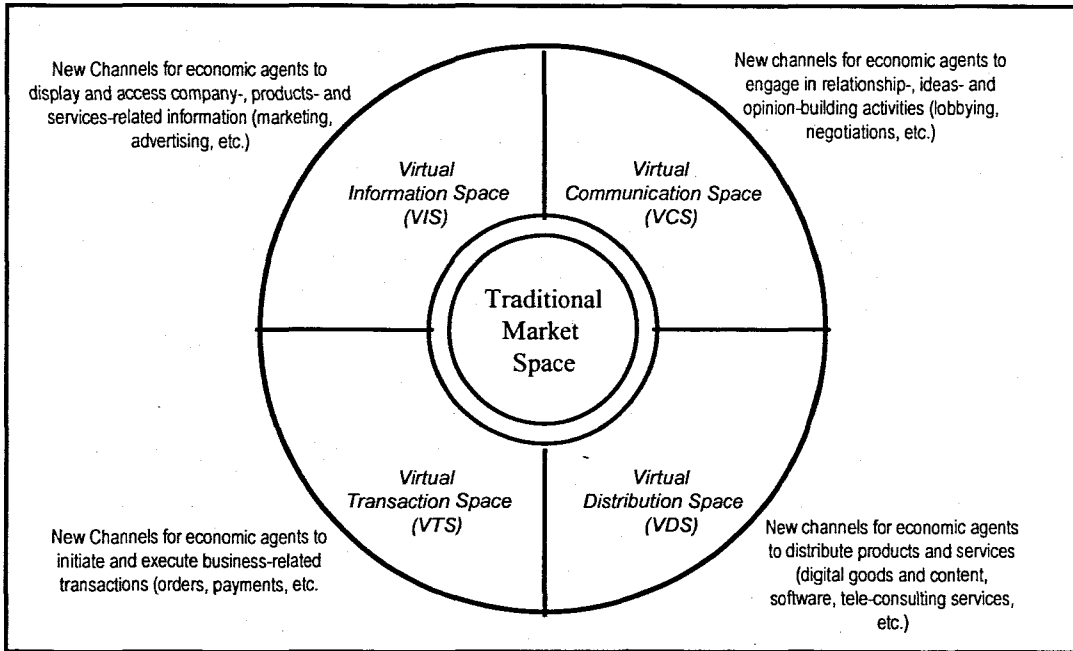 New Channels for economic agents to
display and access company-, products- and
services-related information (marketing,
advertising, etc.)
New channels for economic agents to
engage in relationship-, ideas- and
opinion-building activities (lobbying,
negotiations, etc.)
Virtual
Information Space
(VIS)
Virtual
Communication Space
(VCS)
Traditional
Market
Space
Virtual
Transaction Space
(VTS)
Virtual
Distribution Space
(VDS)
New Channels for economic agents to
initiate and execute business-related
transactions (orders, payments, etc.
New channels for economic agents
to distribute products and services
(digital goods and content,
software, tele-consulting services,
etc.)